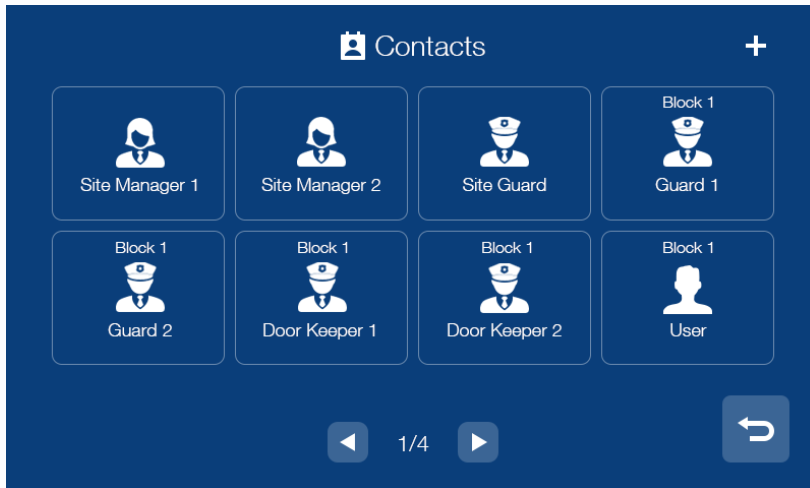 Contacts
+
Site Manager 1
Site Manager 2
Site Guard
Block 1
Guard 1
Block 1
Guard 2
Block 1
Door Keeper 1
Block 1
Door Keeper 2
Block 1
User
1/4